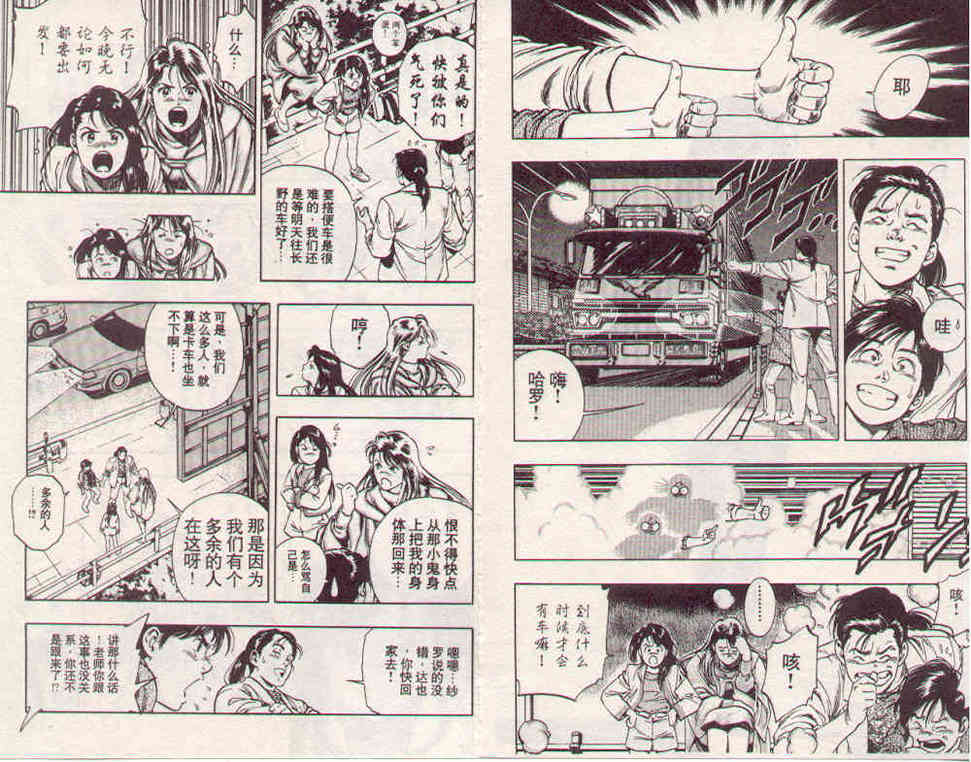 耶
哇
嗨！
哈罗！
咳！
咳！
…………
到底什么
时候才会
有车癫！
真是的！
快被你们
气死了！
两个笨
蛋！
要搭便车是很
难的，我们还
是等明天往长
野的车好了…
什么…
不行！
今晚无
论如何
都要出
发！
哼！
可是，我们
这么多人，就
算是卡车也坐
不下啊……！
恨不得快点
从那小鬼身
上把我的身
体那回来…
怎么骂自
己是…
那是因为
我们有个
多余的人
在这呀！
多余的人
……!?
嗯嗯…纱
罗说的没
错，达也
，你快回
家去！
讲那什么话
！老师你跟
这事也没关
系，你还不
是跟来了!?